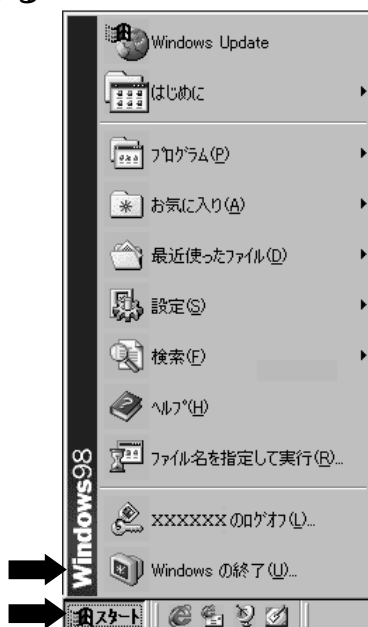 Windows Update
はじめに
プログラム(P)
お気に入り(A)
最近使ったファイル(D)
設定(S)
検索(F)
ヘルプ(H)
ファイル名を指定して実行(R)...
XXXXXX のログオフ(L)...
Windows の終了(U)...
Windows98
スタート